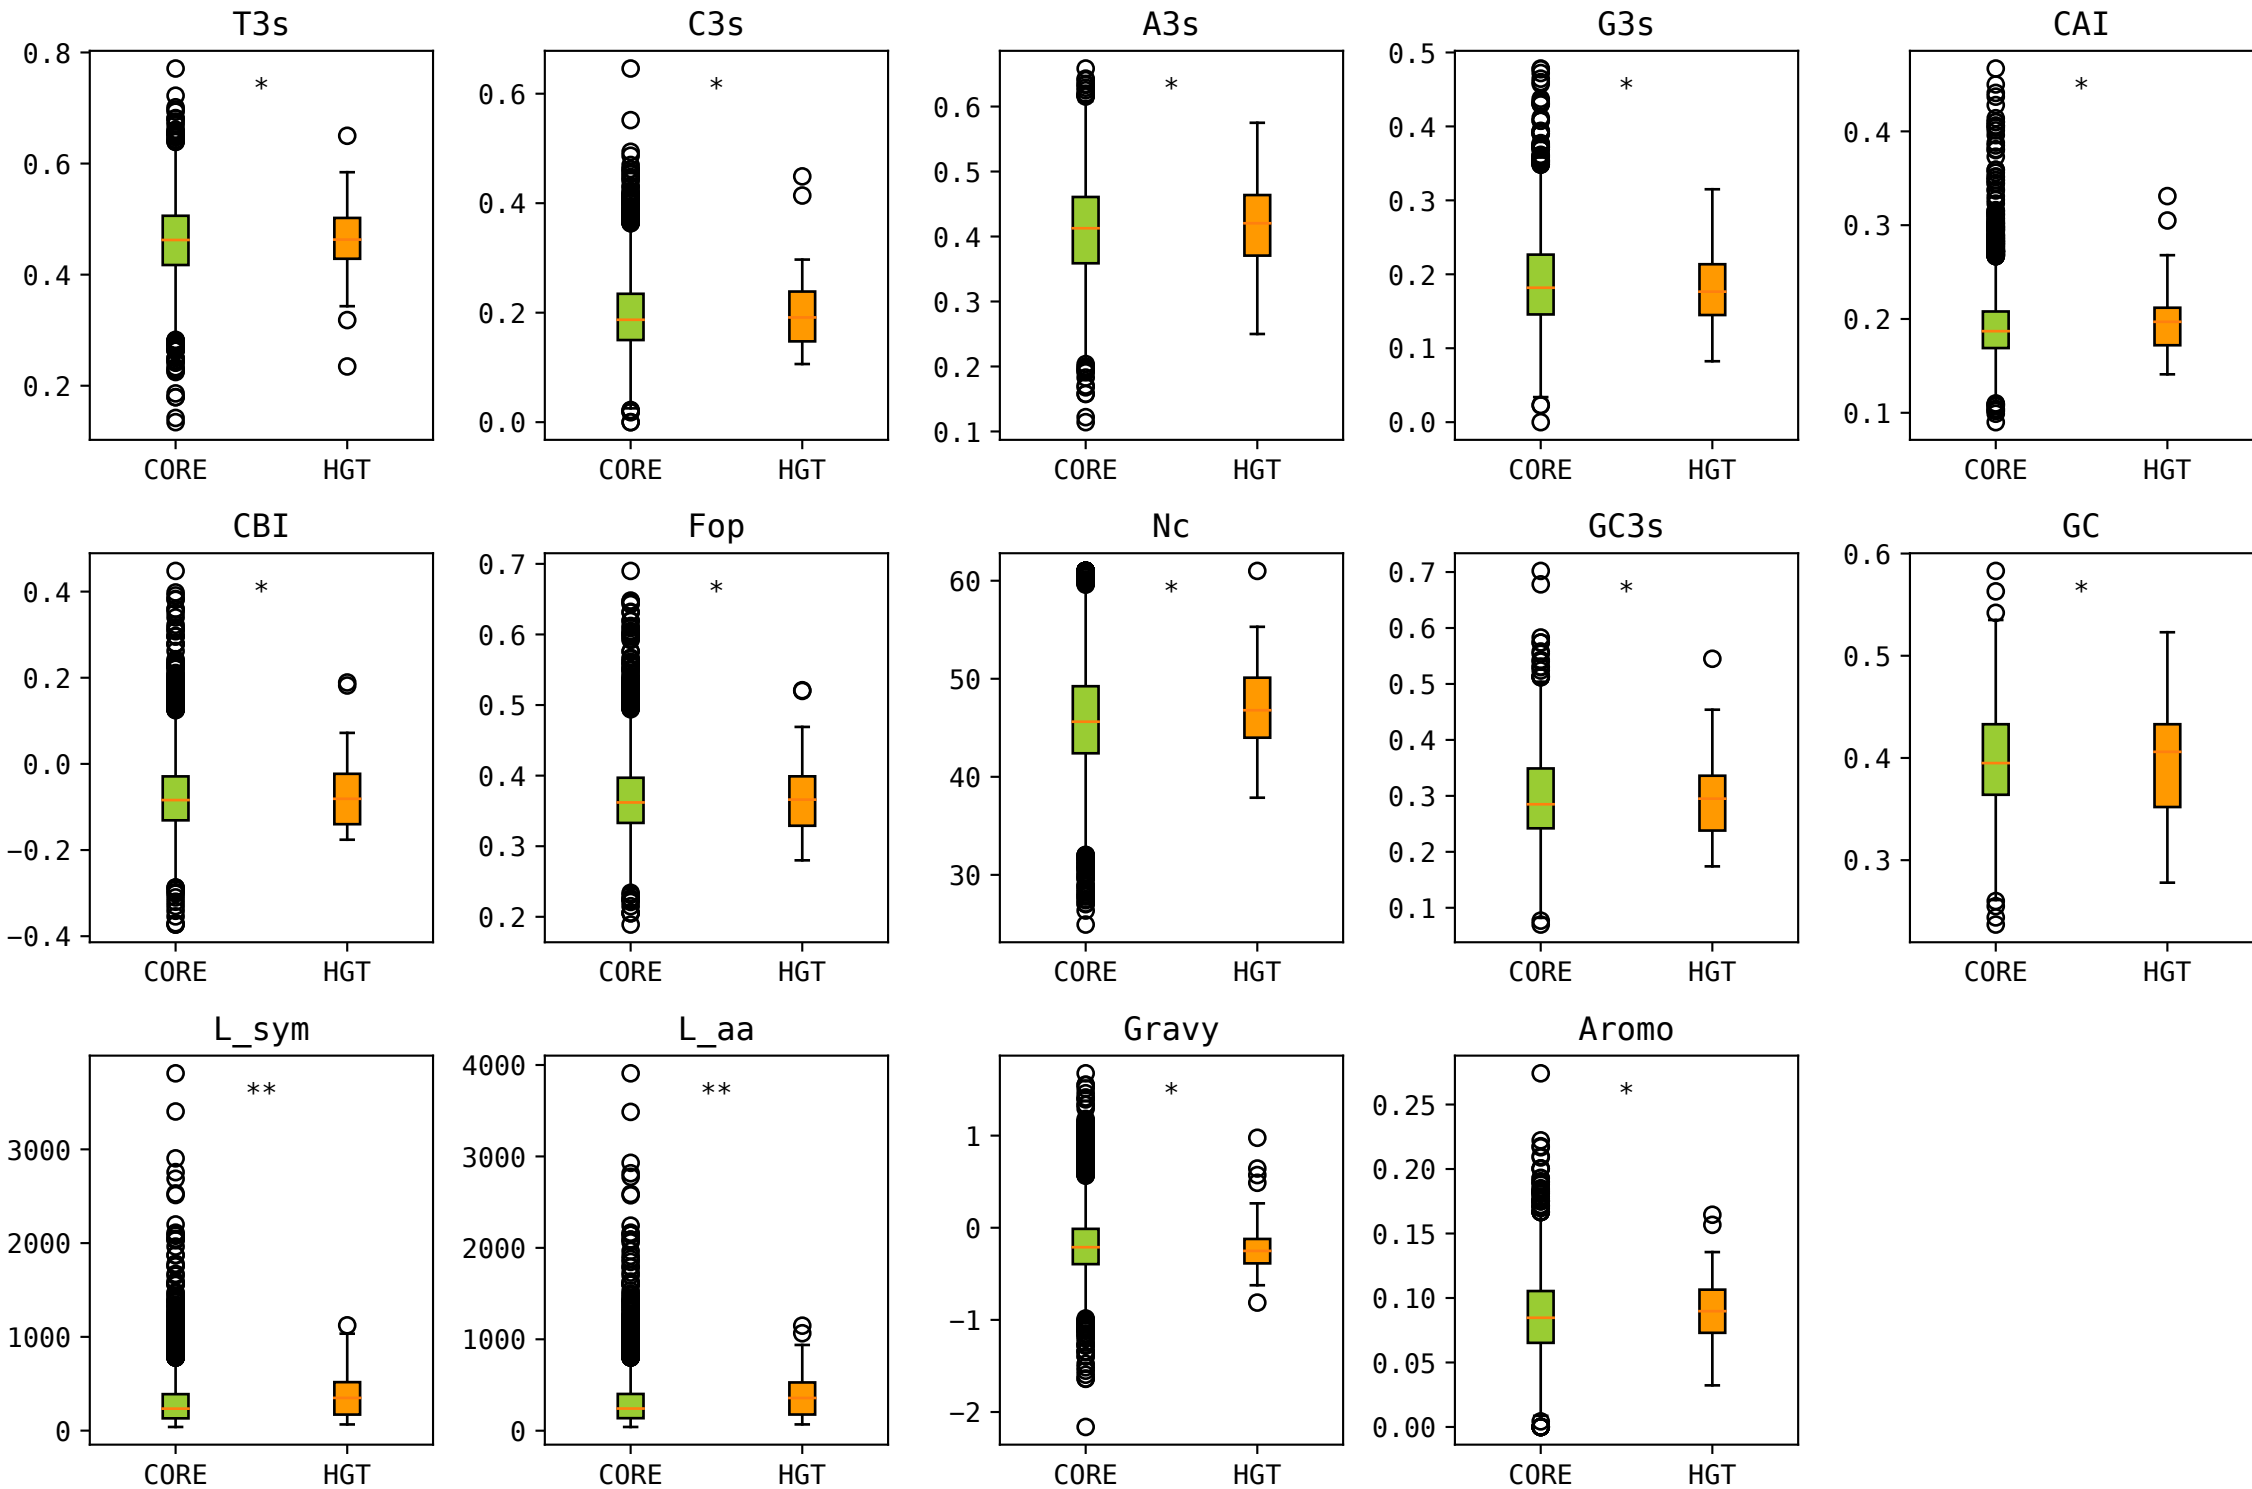 T3s C3s A3s G3s CAI
0.8 0.6 0.4 0.2
*
CORE HGT
0.6 0.4 0.2 0.0
*
CORE HGT
0.6 0.5 0.4 0.3 0.2 0.1
*
CORE HGT
0.5 0.4 0.3 0.2 0.1 0.0
*
CORE HGT
0.4 0.3 0.2 0.1
*
CORE HGT
CBI Fop Nc GC3s GC
0.4 0.2 0.0 −0.2 −0.4
*
CORE HGT
0.7 0.6 0.5 0.4 0.3 0.2
*
CORE HGT
60 50 40 30
*
CORE HGT
0.7 0.6 0.5 0.4 0.3 0.2 0.1
*
CORE HGT
0.6 0.5 0.4 0.3
*
CORE HGT
L_sym L_aa Gravy Aromo
3000 2000 1000 0
**
CORE HGT
4000 3000 2000 1000 0
**
CORE HGT
1 0 −1 −2
*
CORE HGT
0.25 0.20 0.15 0.10 0.05 0.00
*
CORE HGT